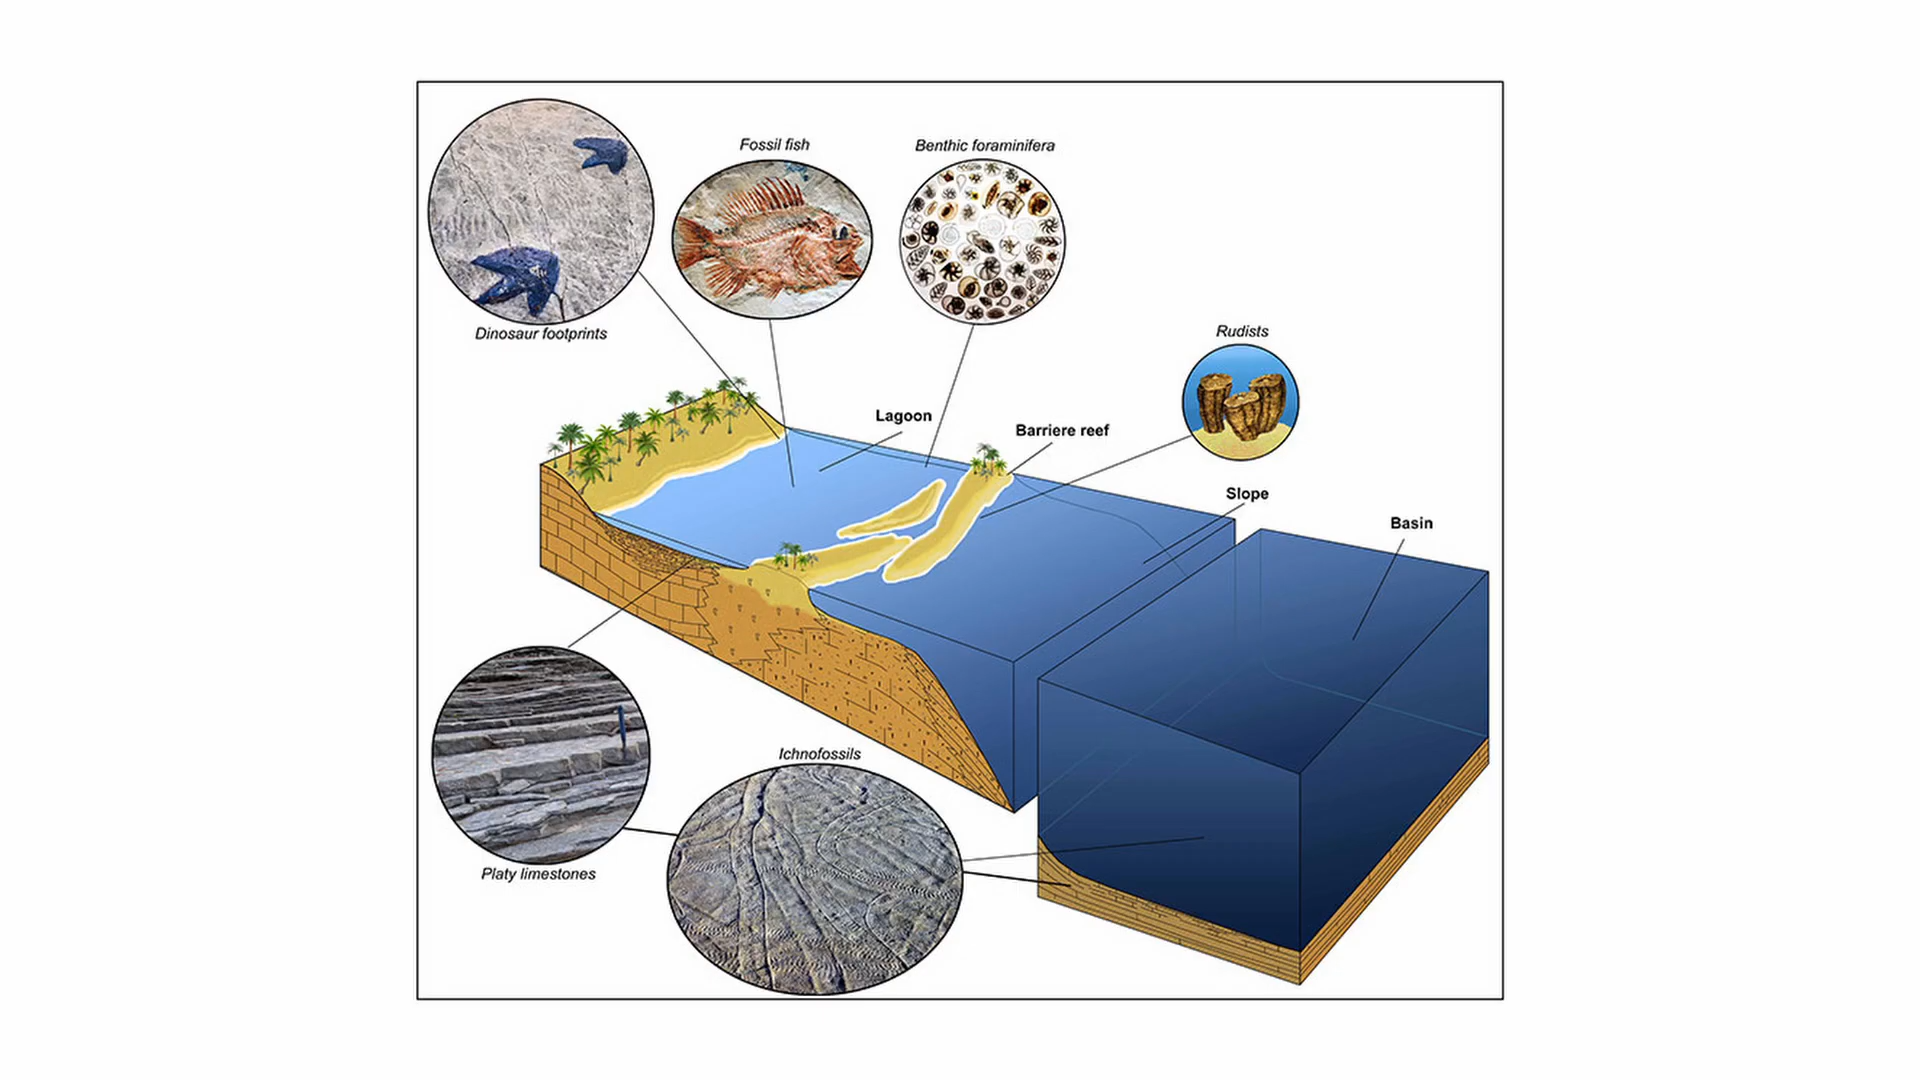 Fossil fish
Benthic foraminifera
Dinosaur footprints
Rudists
Lagoon
Barriere reef
Slope
Basin
Ichnofossils
Platy limestones